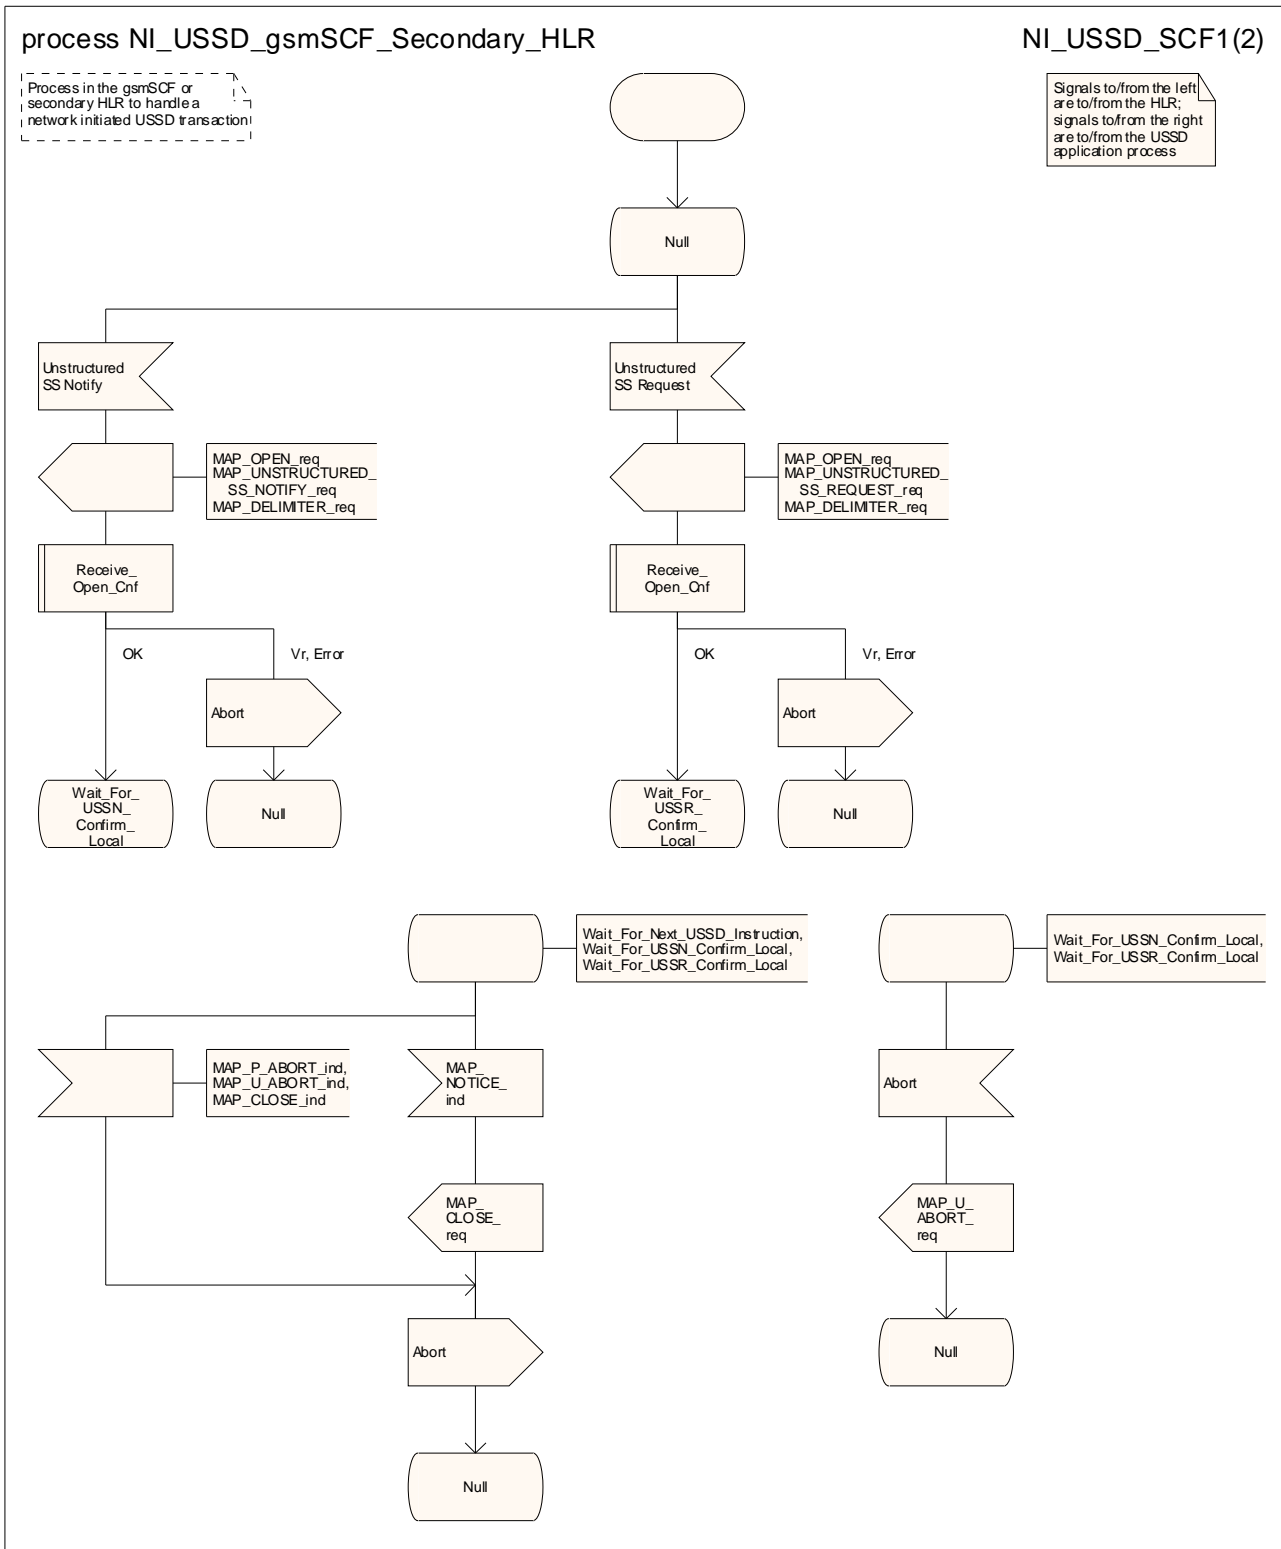 process NI_USSD_gsmSCF_Secondary_HLR
NI_USSD_SCF1(2)
Process in the gsmSCF or
secondary HLR to handle a
network initiated USSD transaction
Signals to/from the left
are to/from the HLR;
signals to/from the right
are to/from the USSD
application process
Null
Unstructured
SS Notify
Unstructured
SS Request
MAP_OPEN_req
MAP_UNSTRUCTURED_
SS_NOTIFY_req
MAP_DELIMITER_req
MAP_OPEN_req
MAP_UNSTRUCTURED_
SS_REQUEST_req
MAP_DELIMITER_req
Receive_
Open_Cnf
Receive_
Open_Cnf
OK
Vr, Error
OK
Vr, Error
Abort
Abort
Wait_For_
USSN_
Confirm_
Local
Null
Wait_For_
USSR_
Confirm_
Local
Null
Wait_For_Next_USSD_Instruction,
Wait_For_USSN_Confirm_Local,
Wait_For_USSR_Confirm_Local
Wait_For_USSN_Confirm_Local,
Wait_For_USSR_Confirm_Local
MAP_P_ABORT_ind,
MAP_U_ABORT_ind,
MAP_CLOSE_ind
MAP_
NOTICE_
ind
Abort
MAP_
CLOSE_
req
MAP_U_
ABORT_
req
Abort
Null
Null